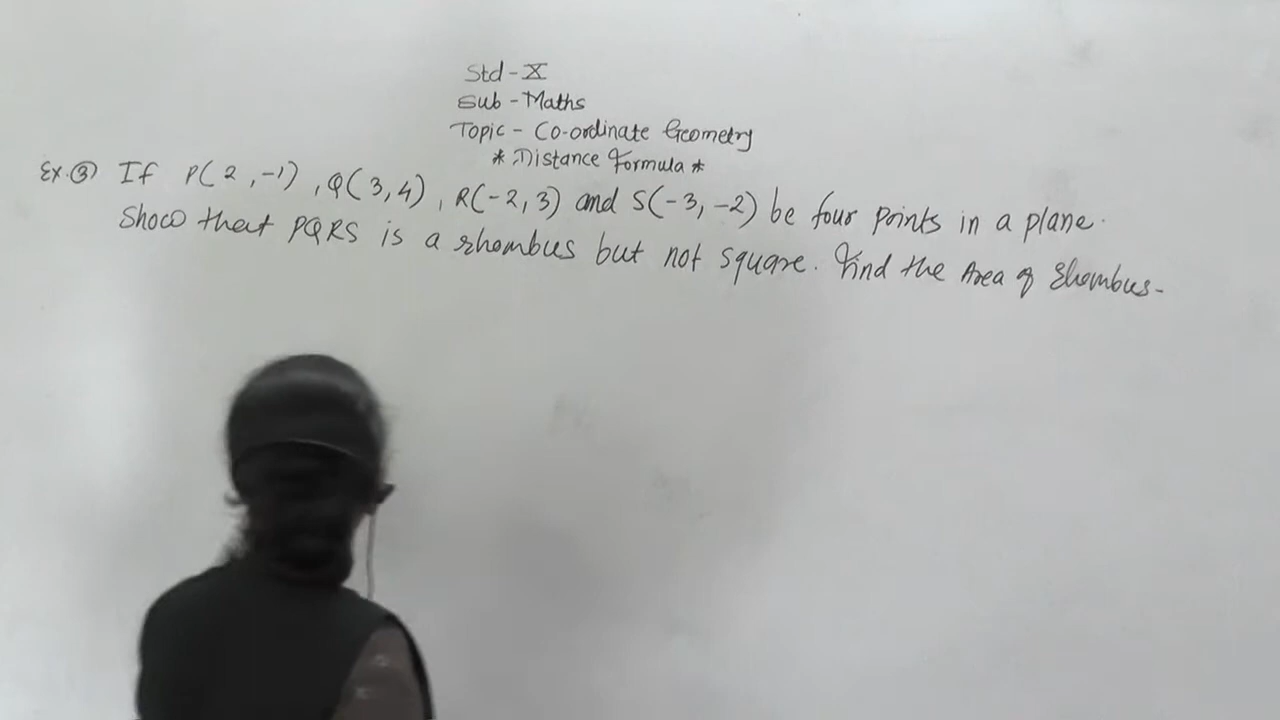 Std - X
Sub - Maths
Topic - Co-ordinate Geometry
* Distance Formula *
Ex. ③ If P(2,-1), Q(3,4), R(-2,3) and S(-3,-2) be four points in a plane.
Show that PQRS is a rhombus but not square. Find the Area of Rhombus.